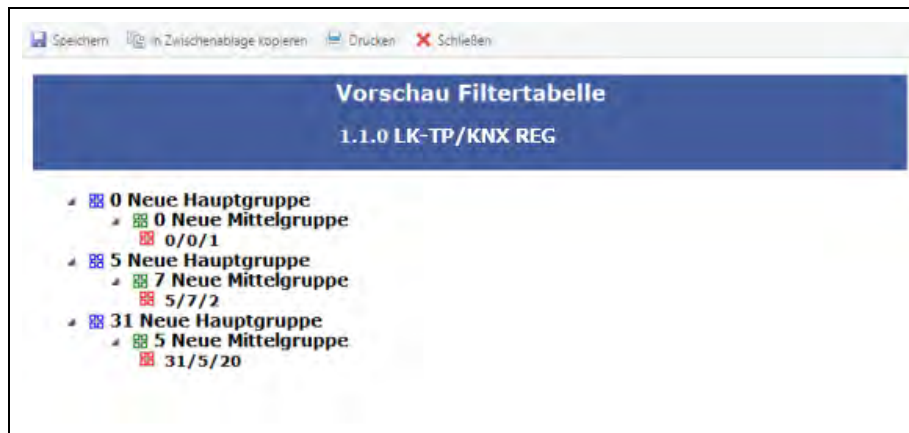 Speichern In Zwischenablage kopieren Drucken Schließen
Vorschau Filtertabelle
1.1.0 LK-TP/KNX REG
0 Neue Hauptgruppe
0 Neue Mittelgruppe
0/0/1
5 Neue Hauptgruppe
7 Neue Mittelgruppe
5/7/2
31 Neue Hauptgruppe
5 Neue Mittelgruppe
31/5/20